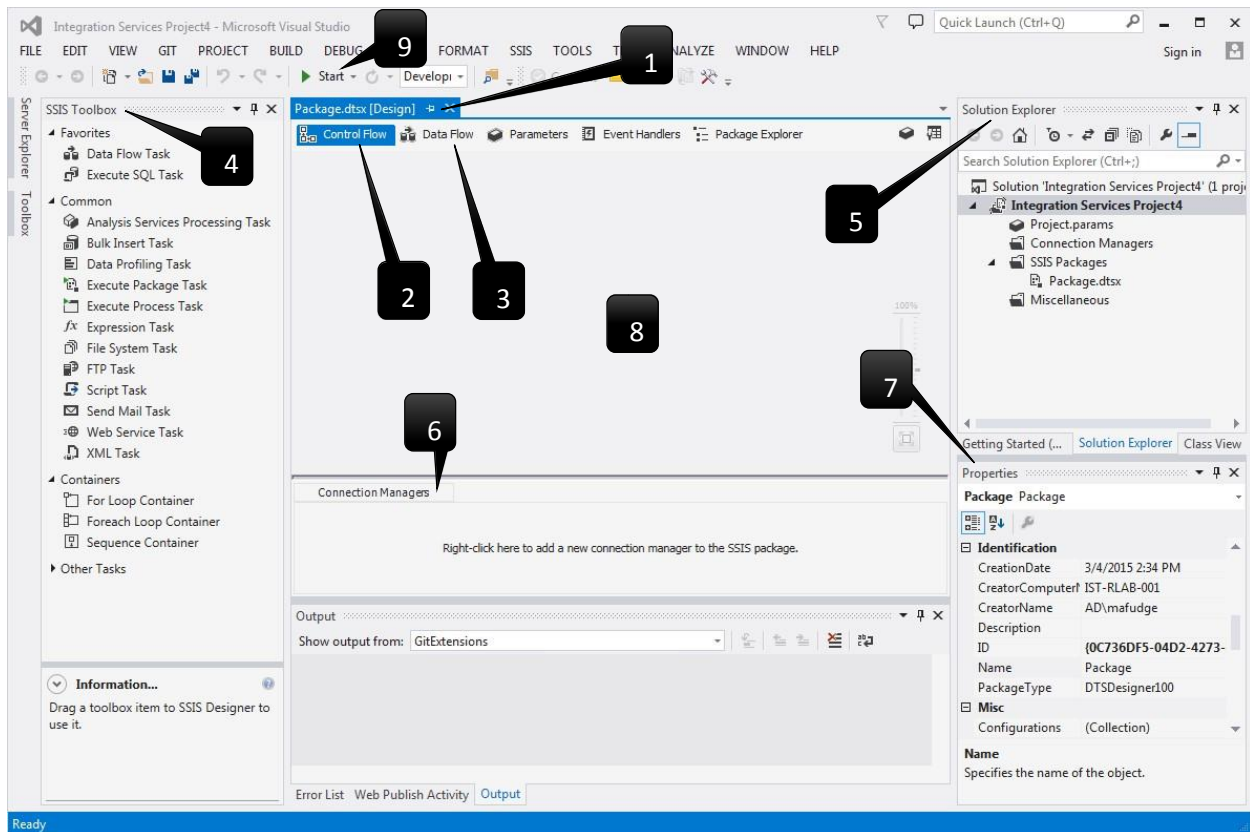 Integration Services Project4 - Microsoft Visual Studio
Quick Launch (Ctrl+Q)
FILE EDIT VIEW GIT PROJECT BUILD DEBUG FORMAT SSIS TOOLS WINDOW HELP
Sign in
9
1
Start
Server Explorer
Toolbox
SSIS Toolbox
Favorites
Data Flow Task
Execute SQL Task
4
Common
Analysis Services Processing Task
Bulk Insert Task
Data Profiling Task
Execute Package Task
Execute Process Task
fx Expression Task
File System Task
FTP Task
Script Task
Send Mail Task
Web Service Task
XML Task
Containers
For Loop Container
Foreach Loop Container
Sequence Container
Other Tasks
Information...
Drag a toolbox item to SSIS Designer to
use it.
Package.dtsx [Design]
Control Flow Data Flow Parameters Event Handlers Package Explorer
2
3
8
100%
6
Connection Managers
Right-click here to add a new connection manager to the SSIS package.
Output
Show output from: GitExtensions
Error List Web Publish Activity Output
Solution Explorer
Search Solution Explorer (Ctrl+;)
5
Solution 'Integration Services Project4' (1 proj
Integration Services Project4
Project.params
Connection Managers
SSIS Packages
Package.dtsx
Miscellaneous
7
Getting Started (... Solution Explorer Class View
Properties
Package Package
Identification
CreationDate 3/4/2015 2:34 PM
IST-RLAB-001
CreatorName AD\mafudge
Description
ID {0C736DF5-04D2-4273-
Name Package
PackageType DTSDesigner100
Misc
Configurations (Collection)
Name
Specifies the name of the object.
Ready